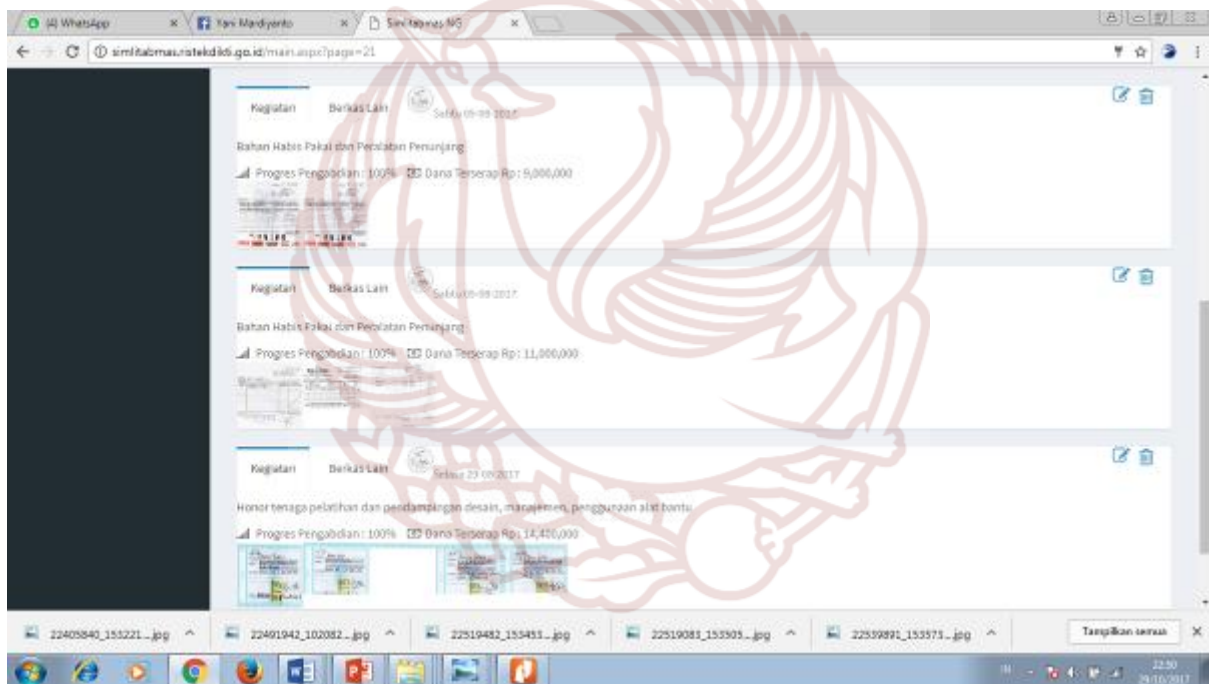 (4) WhatsApp
Yani Mardiyanto
Simlitabmas NG
simlitabmas.ristekdikti.go.id/main.aspx?page=21
Kegiatan Berkas Lain
Bahan Habis Pakai dan Peralatan Penunjang
Progres Pengabdian : 100% Dana Terserap Rp : 9,000,000
Kegiatan Berkas Lain
Bahan Habis Pakai dan Peralatan Penunjang
Progres Pengabdian : 100% Dana Terserap Rp : 11,000,000
Kegiatan Berkas Lain
Honor tenaga pelatihan dan pendampingan desain, manajemen, penggunaan alat bantu
Progres Pengabdian : 100% Dana Terserap Rp : 14,400,000
22405840_153221....jpg
22491942_102082....jpg
22519482_153453....jpg
22519083_153505....jpg
22539891_153573....jpg
Tampilkan semua
22:50
29/10/2017